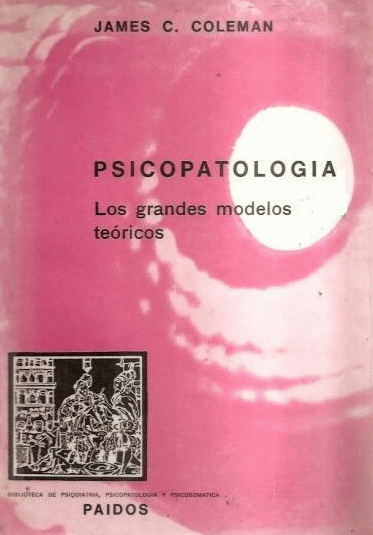 JAMES C. COLEMAN
PSICOPATOLOGIA
Los grandes modelos
teóricos
BIBLIOTECA DE PSIQUIATRIA, PSICOPATOLOGIA Y PSICOSOMATICA
PAIDOS